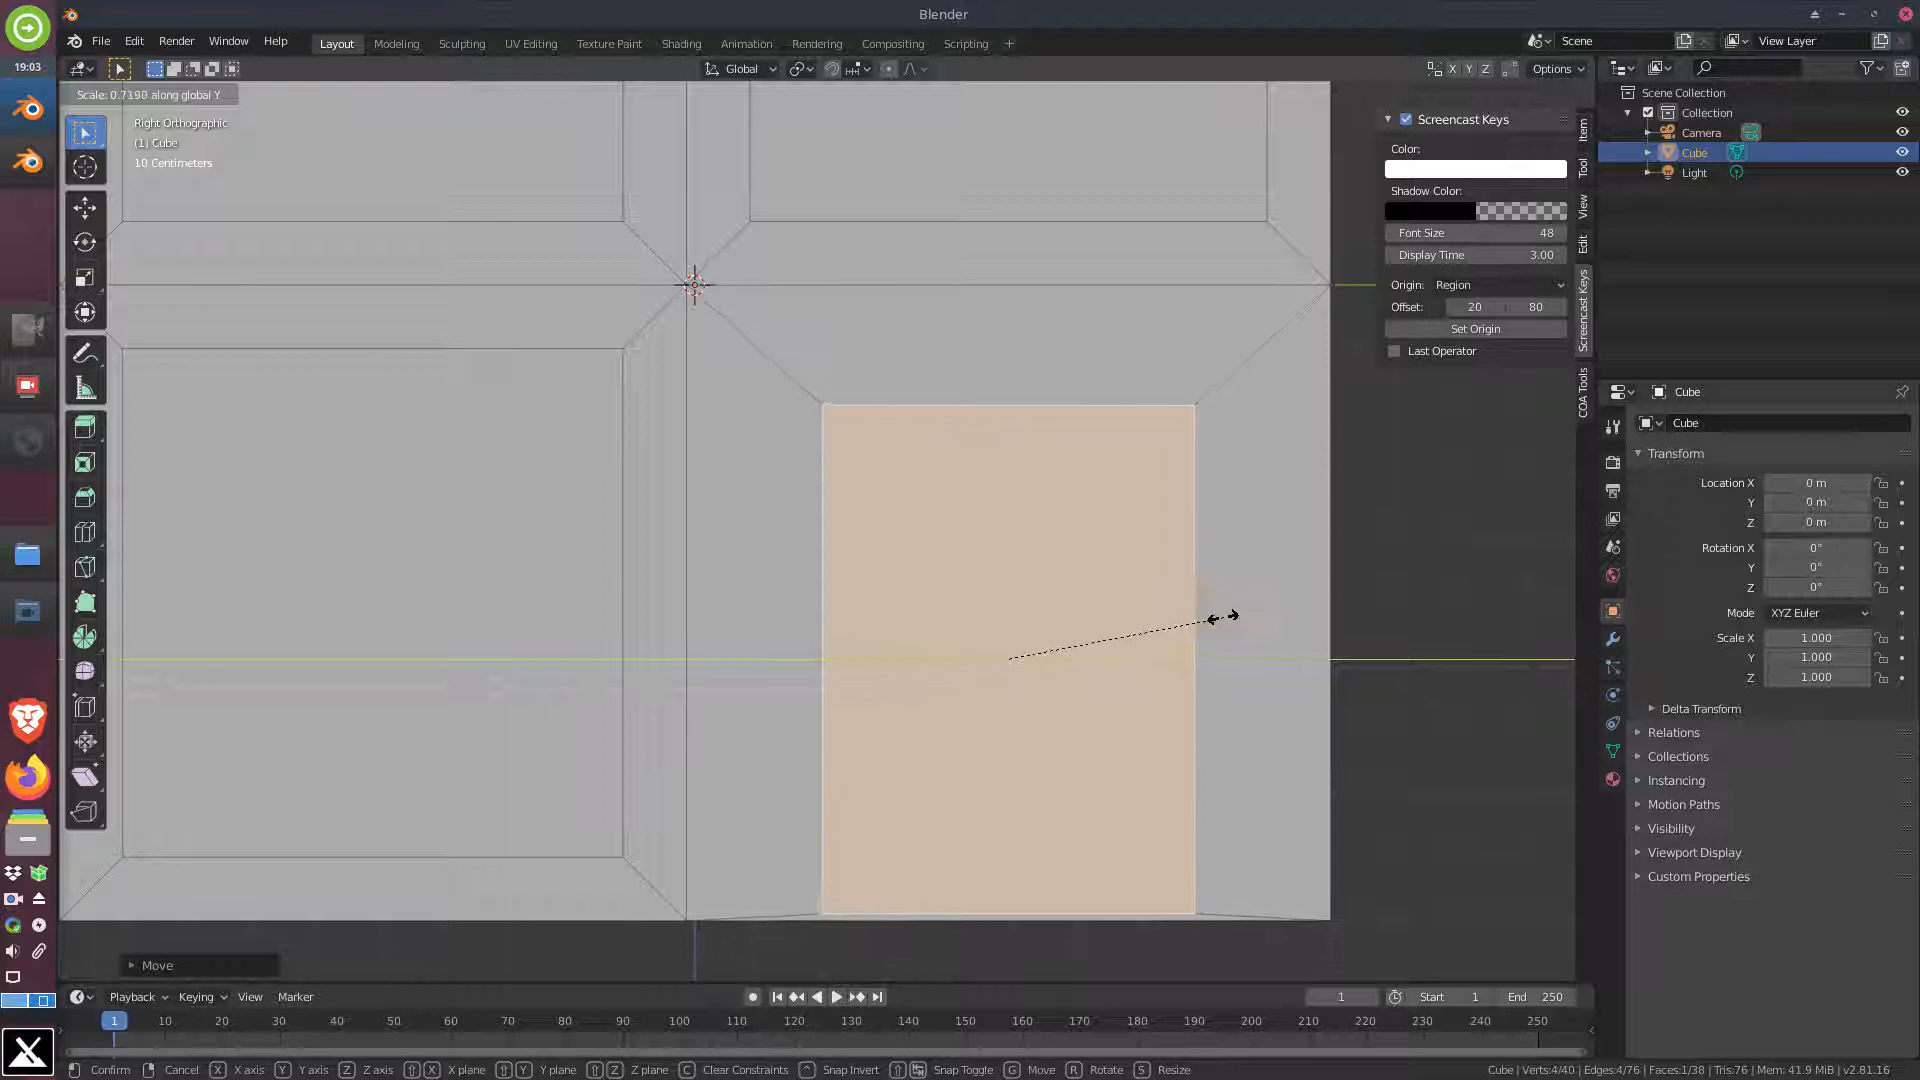 Blender
19:03
File Edit Render Window Help
Layout Modeling Sculpting UV Editing Texture Paint Shading Animation Rendering Compositing Scripting +
Scene
View Layer
Global
X Y Z
Options
Scale: 0.7190 along global Y
Right Orthographic
(1) Cube
10 Centimeters
Screencast Keys
Color:
Shadow Color:
Font Size 48
Display Time 3.00
Origin: Region
Offset: 20 80
Set Origin
Last Operator
Item
Tool
View
Edit
Screencast Keys
COA Tools
Scene Collection
Collection
Camera
Cube
Light
Cube
Cube
Transform
Location X 0 m
Y 0 m
Z 0 m
Rotation X 0°
Y 0°
Z 0°
Mode XYZ Euler
Scale X 1.000
Y 1.000
Z 1.000
Delta Transform
Relations
Collections
Instancing
Motion Paths
Visibility
Viewport Display
Custom Properties
Move
Playback Keying View Marker
1 Start 1 End 250
1 10 20 30 40 50 60 70 80 90 100 110 120 130 140 150 160 170 180 190 200 210 220 230 240 250
Confirm Cancel X X axis Y Y axis Z Z axis X X plane Y Y plane Z Z plane C Clear Constraints Snap Invert Snap Toggle G Move R Rotate S Resize
Cube | Verts:4/40 | Edges:4/76 | Faces:1/38 | Tris:76 | Mem: 41.9 MiB | v2.81.16